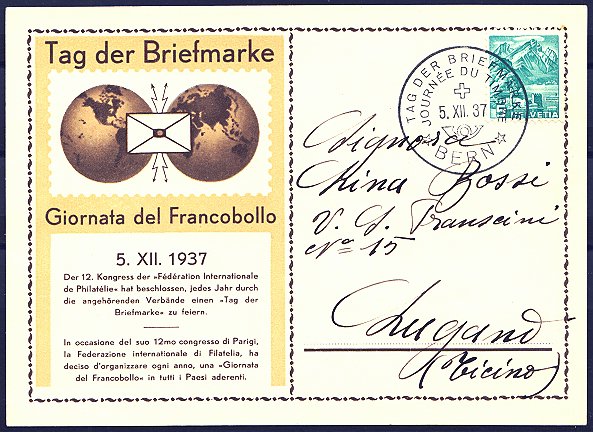 Tag der Briefmarke
Giornata del Francobollo
5. XII. 1937
Der 12. Kongress der »Fédération Internationale
de Philatélie« hat beschlossen, jedes Jahr durch
die angehörenden Verbände einen «Tag der
Briefmarke» zu feiern.
In occasione del suo 12mo congresso di Parigi,
la Federazione internationale di Filatelia, ha
deciso d'organizzare ogni anno, una «Giornata
del Francobollo» in tutti i Paesi aderenti.
TAG DER BRIEFMARKE
JOURNÉE DU TIMBRE
5. XII. 37
BERN
HELVETIA
Signora
Rina Rossi
V. S. Franscini
No 15
Lugano
(Ticino)